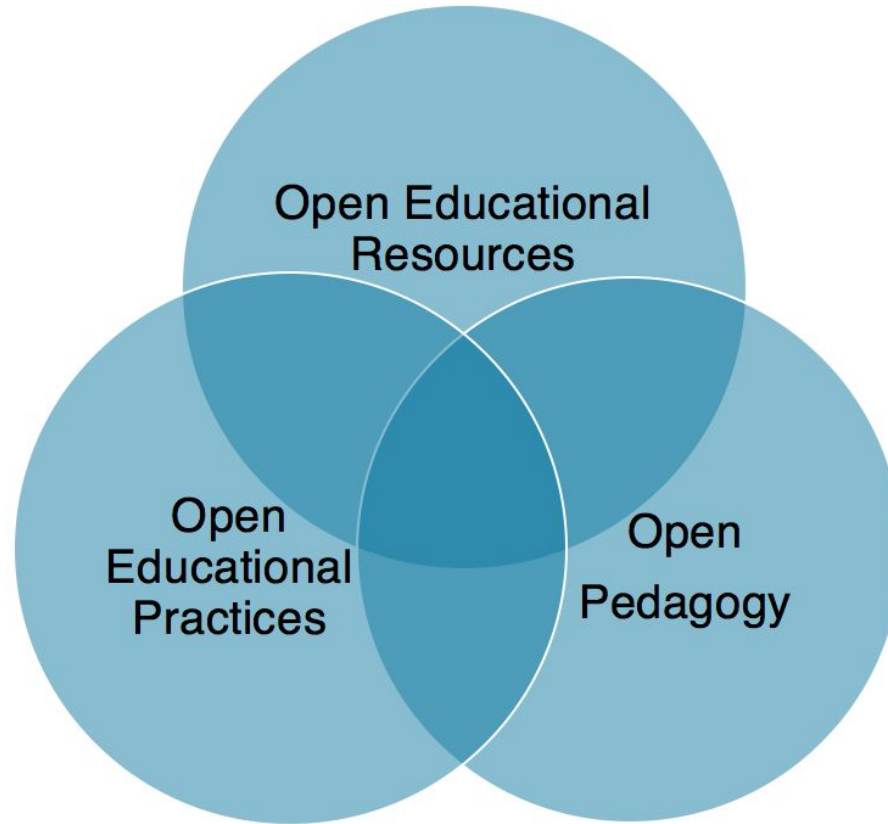 Open Educational
Resources
Open
Educational
Practices
Open
Pedagogy